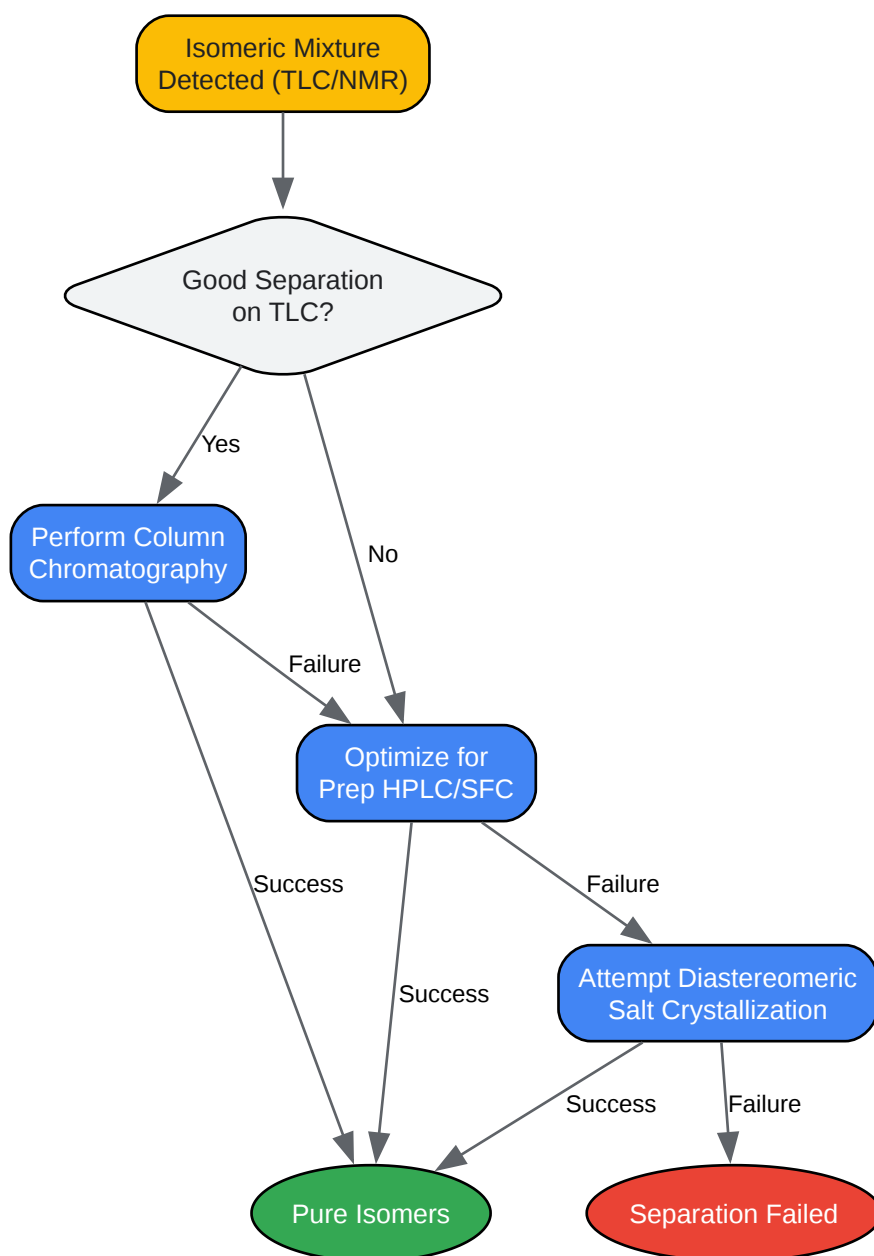 Isomeric Mixture
Detected (TLC/NMR)
Good Separation
on TLC?
Yes
No
Perform Column
Chromatography
Failure
Optimize for
Prep HPLC/SFC
Success
Failure
Attempt Diastereomeric
Salt Crystallization
Success
Success
Failure
Pure Isomers
Separation Failed